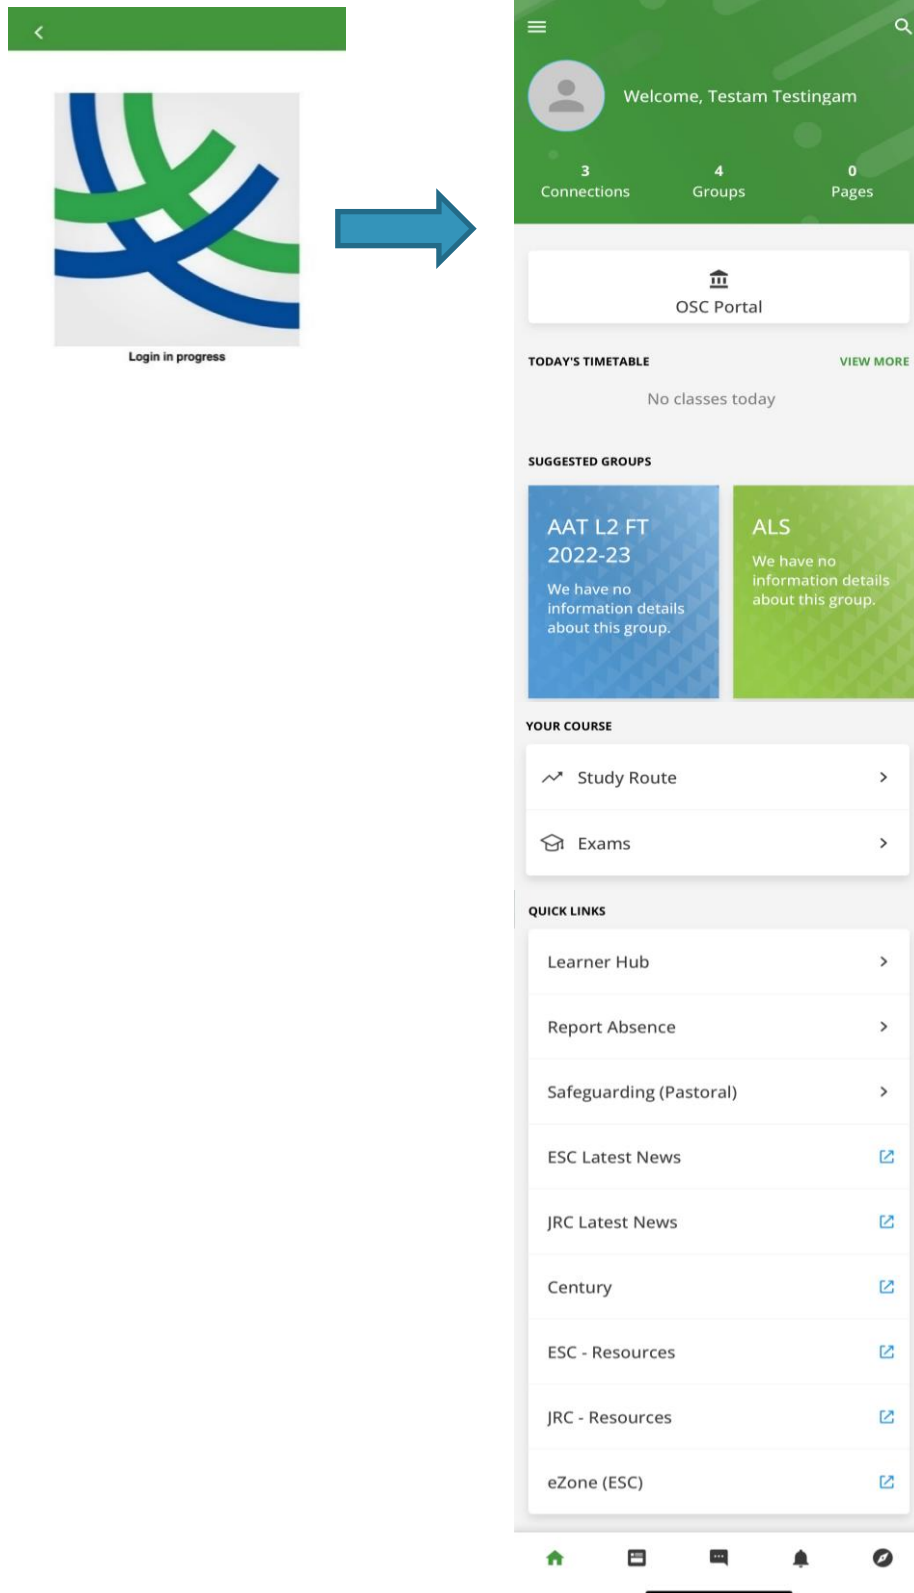 Login in progress
Welcome, Testam Testingam
3 4 0
Connections Groups Pages
OSC Portal
TODAY'S TIMETABLE VIEW MORE
No classes today
SUGGESTED GROUPS
AAT L2 FT
2022-23
We have no
information details
about this group.
ALS
We have no
information details
about this group.
YOUR COURSE
Study Route
Exams
QUICK LINKS
Learner Hub
Report Absence
Safeguarding (Pastoral)
ESC Latest News
JRC Latest News
Century
ESC - Resources
JRC - Resources
eZone (ESC)